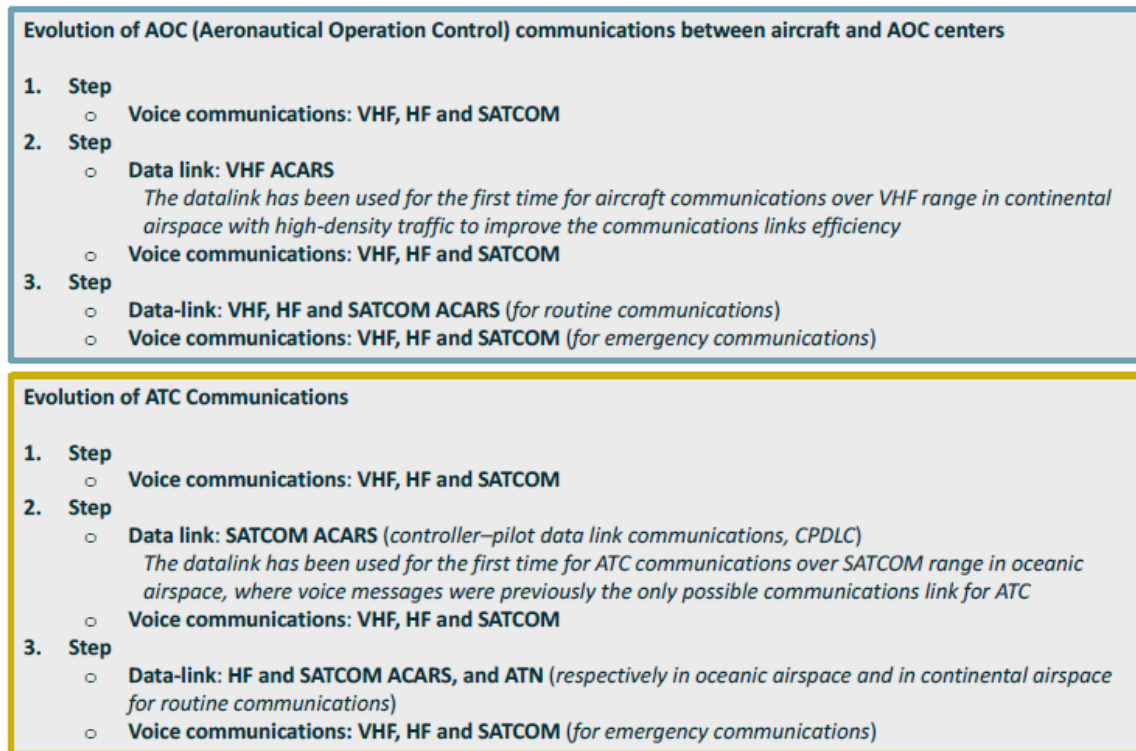 Evolution of AOC (Aeronautical Operation Control) communications between aircraft and AOC centers
1. Step
o Voice communications: VHF, HF and SATCOM
2. Step
o Data link: VHF ACARS
The datalink has been used for the first time for aircraft communications over VHF range in continental
airspace with high-density traffic to improve the communications links efficiency
o Voice communications: VHF, HF and SATCOM
3. Step
o Data-link: VHF, HF and SATCOM ACARS (for routine communications)
o Voice communications: VHF, HF and SATCOM (for emergency communications)
Evolution of ATC Communications
1. Step
o Voice communications: VHF, HF and SATCOM
2. Step
o Data link: SATCOM ACARS (controller–pilot data link communications, CPDLC)
The datalink has been used for the first time for ATC communications over SATCOM range in oceanic
airspace, where voice messages were previously the only possible communications link for ATC
o Voice communications: VHF, HF and SATCOM
3. Step
o Data-link: HF and SATCOM ACARS, and ATN (respectively in oceanic airspace and in continental airspace
for routine communications)
o Voice communications: VHF, HF and SATCOM (for emergency communications)